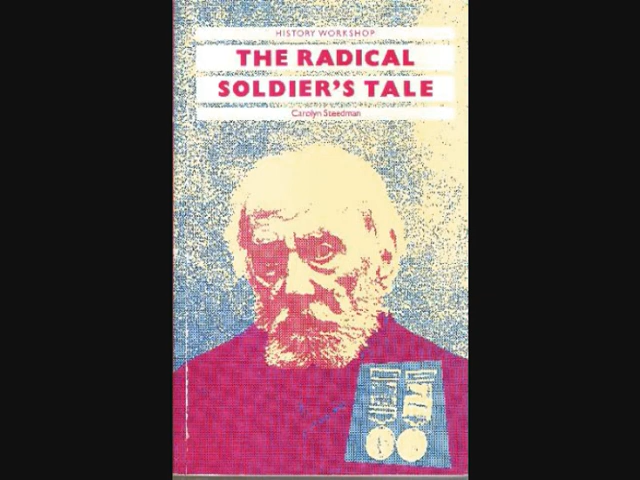 HISTORY WORKSHOP
THE RADICAL
SOLDIER'S TALE
Carolyn Steedman